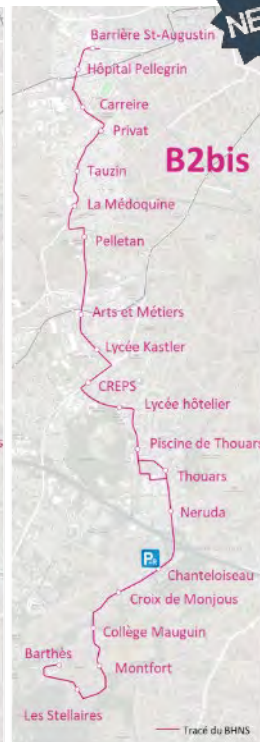 NE
Barrière St-Augustin
Hôpital Pellegrin
Carreire
Privat
B2bis
Tauzin
La Médoquine
Pelletan
Arts et Métiers
Lycée Kastler
CREPS
Lycée hôtelier
Piscine de Thouars
Thouars
Neruda
Chanteloiseau
Croix de Monjous
Collège Mauguin
Barthès
Montfort
Les Stellaires
Tracé du BHNS